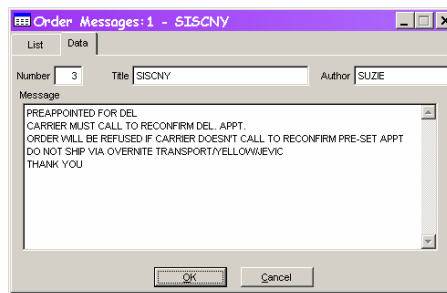 Order Messages:1 - SISCNY
List Data
Number 3 Title SISCNY Author SUZIE
Message
PREAPPOINTED FOR DEL
CARRIER MUST CALL TO RECONFIRM DEL. APPT.
ORDER WILL BE REFUSED IF CARRIER DOESN'T CALL TO RECONFIRM PRE-SET APPT
DO NOT SHIP VIA OVERNITE TRANSPORT/YELLOW/JEVIC
THANK YOU
OK Cancel